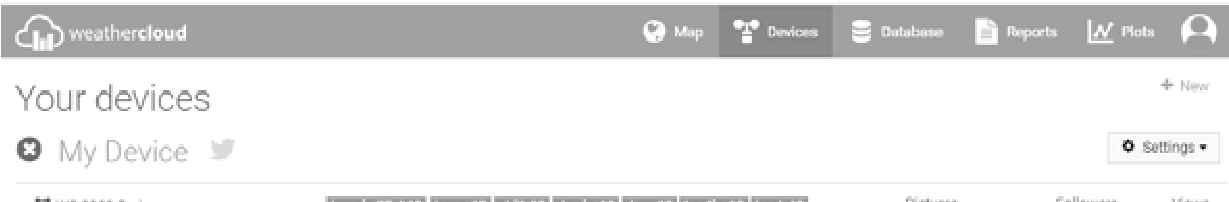 weathercloud Map Devices Database Reports Plots
+ New
Your devices
My Device Settings
Pictures Followers Views